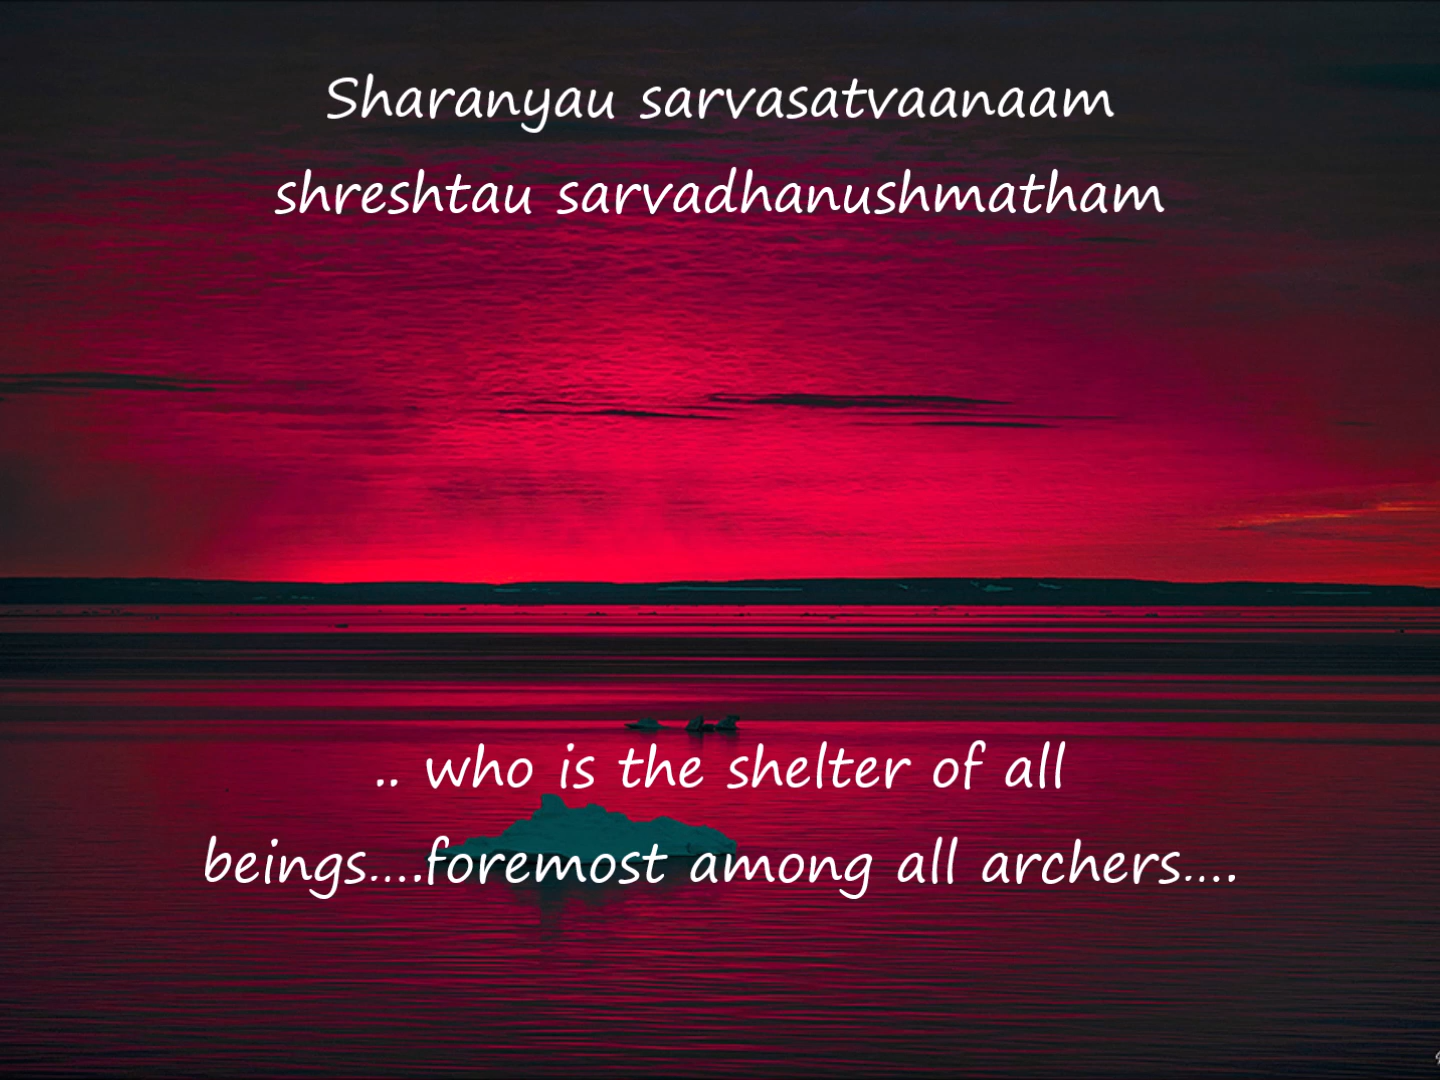 Sharanyau sarvasatvaanaam
shreshtau sarvadhanushmatham
.. who is the shelter of all
beings....foremost among all archers....